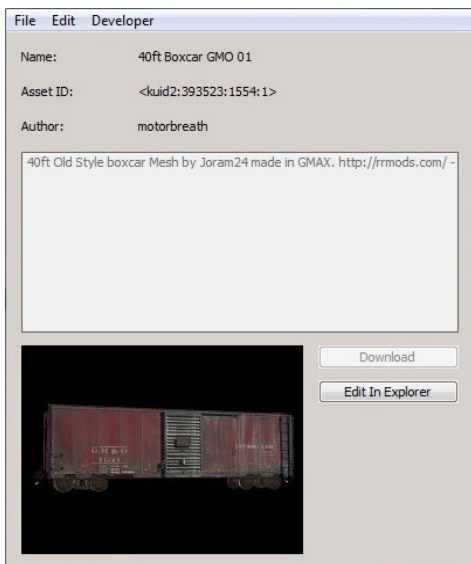 File Edit Developer
Name: 40ft Boxcar GMO 01
Asset ID: <kuid2:393523:1554:1>
Author: motorbreath
40ft Old Style boxcar Mesh by Joram24 made in GMAX. http://rrmods.com/ -
Download
Edit In Explorer
G M & O